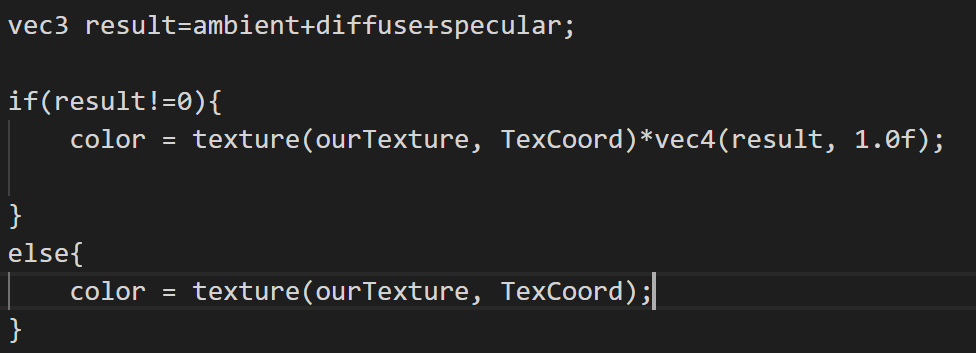 vec3 result=ambient+diffuse+specular;
if(result!=0){
color = texture(ourTexture, TexCoord)*vec4(result, 1.0f);
}
else{
color = texture(ourTexture, TexCoord);
}